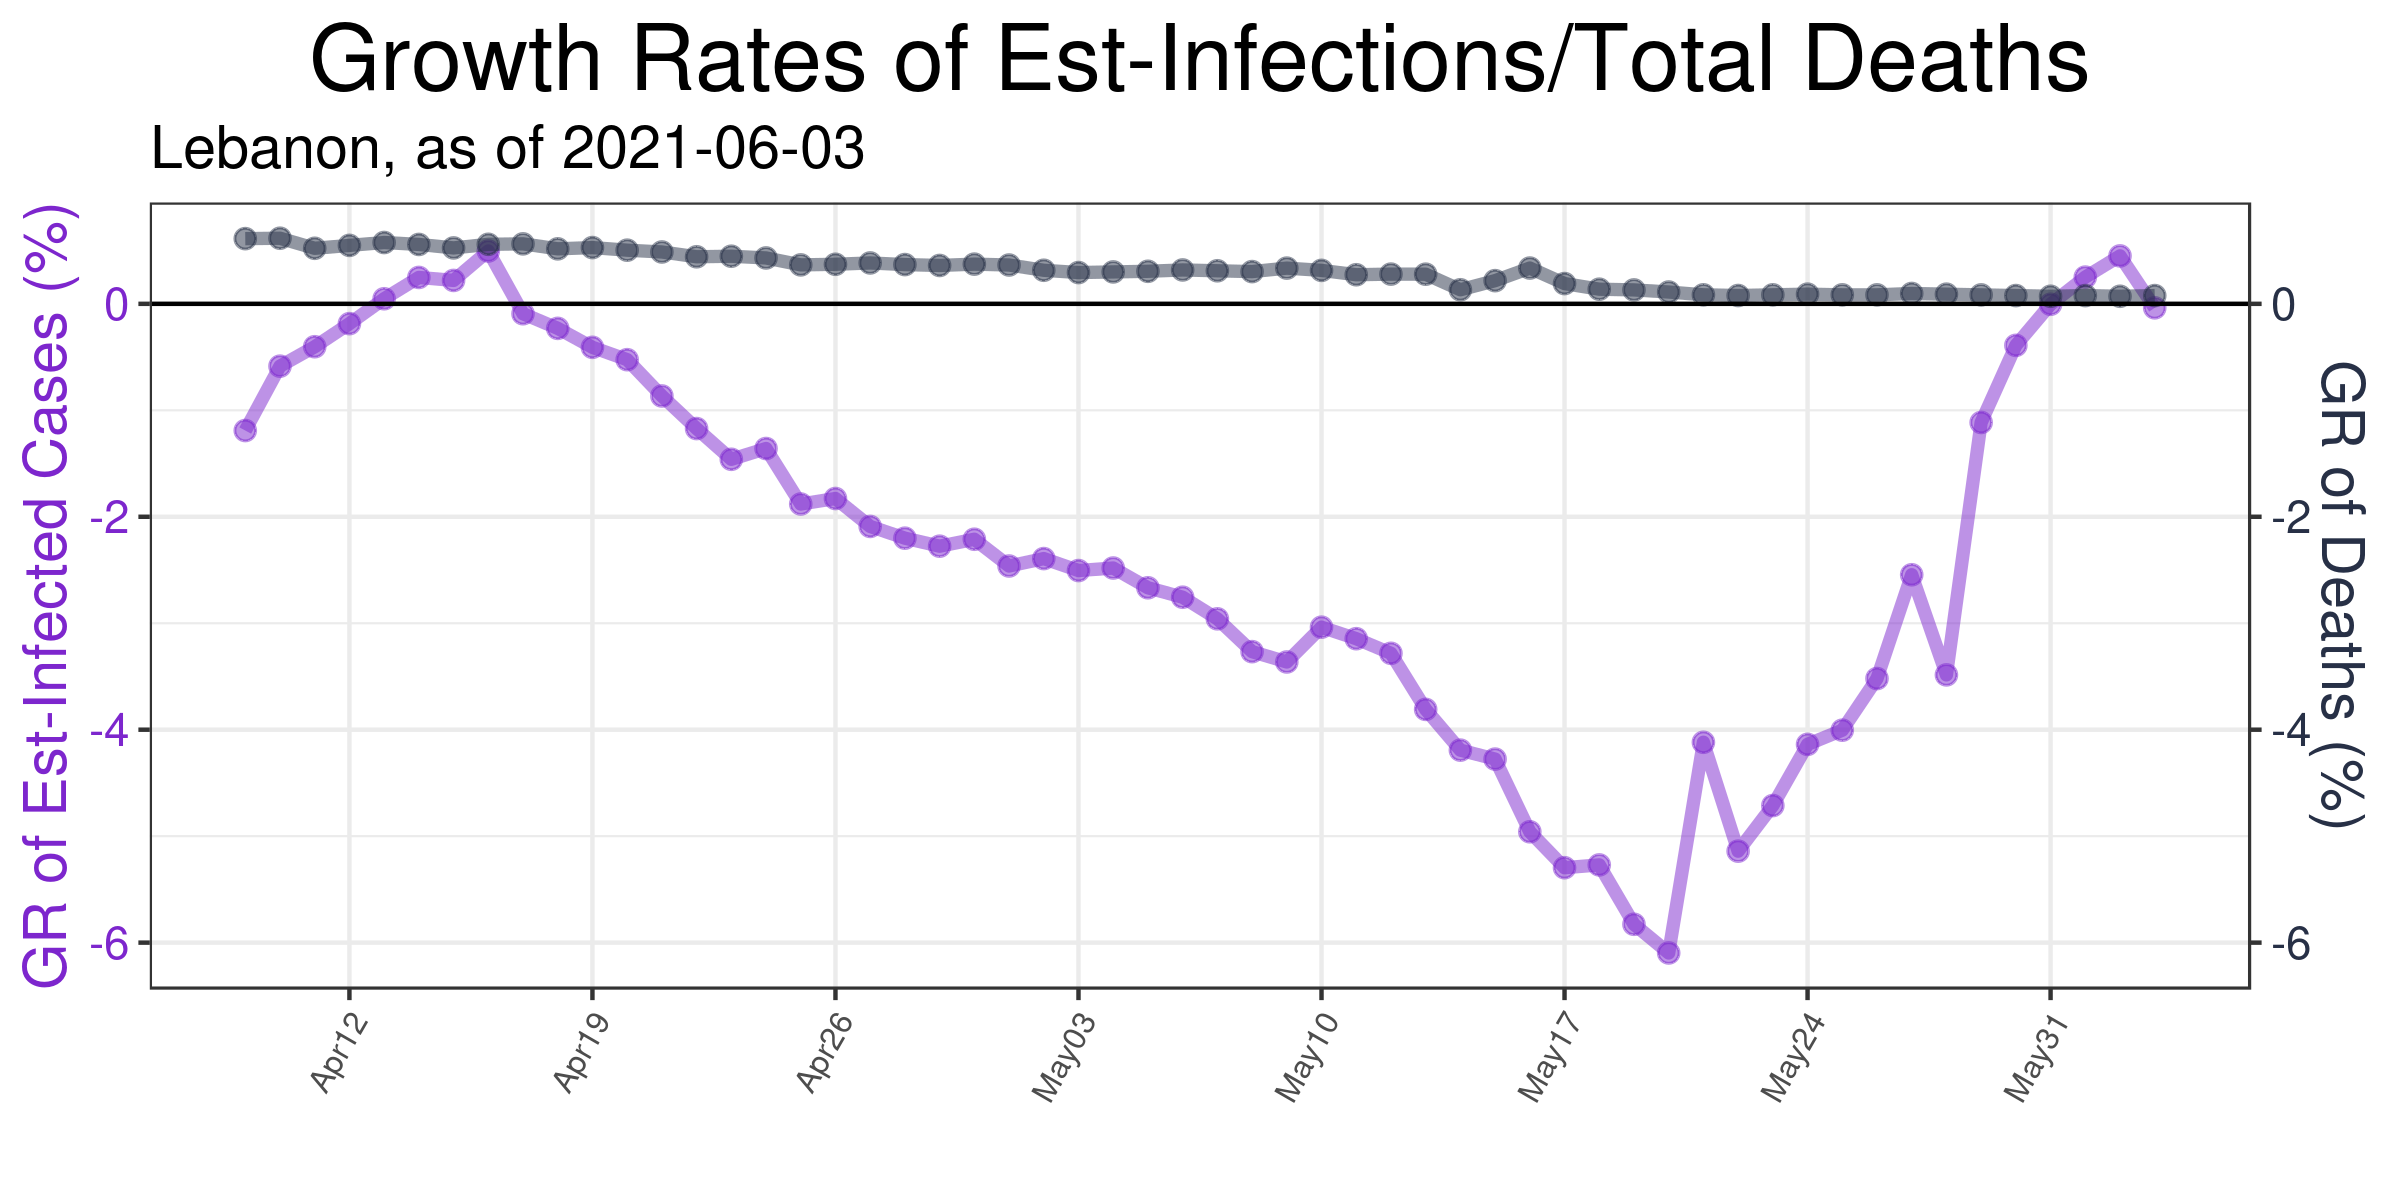 Growth Rates of Est-Infections/Total Deaths
Lebanon, as of 2021-06-03
GR of Est-Infected Cases (%)
0
-2
-4
-6
0
-2
-4
-6
GR of Deaths (%)
Apr12
Apr19
Apr26
May03
May10
May17
May24
May31